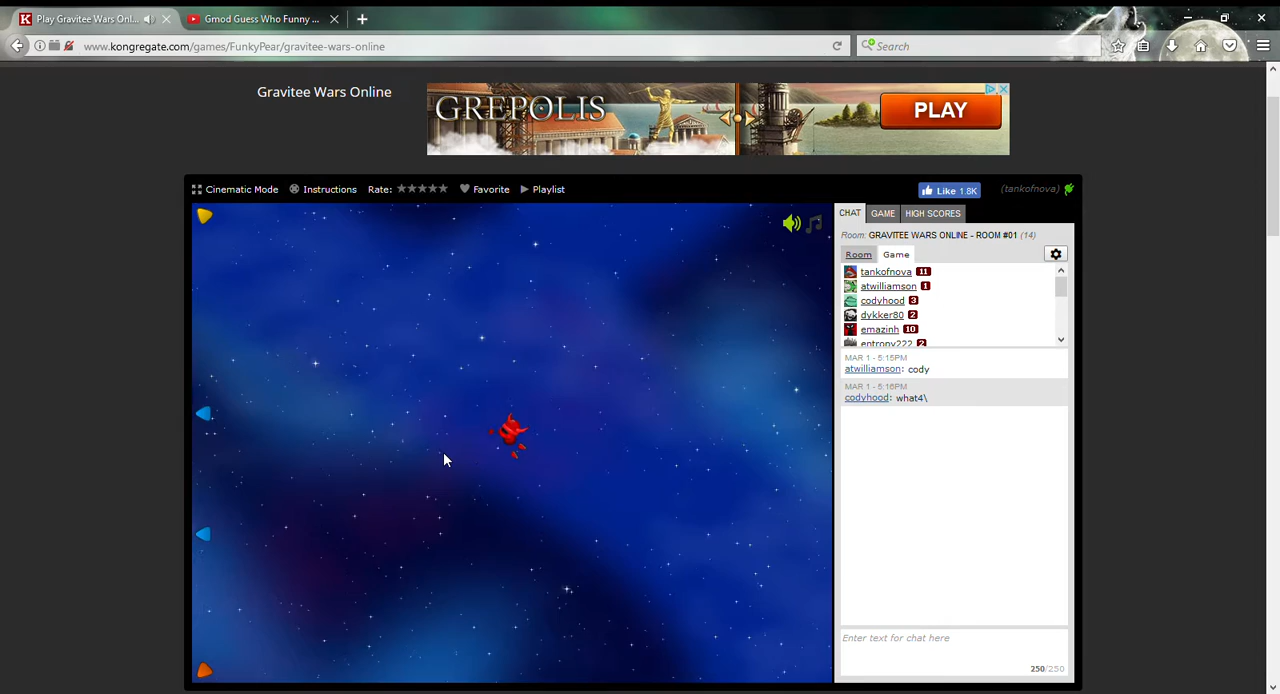 Play Gravitee Wars Onl...
Gmod Guess Who Funny ...
www.kongregate.com/games/FunkyPear/gravitee-wars-online
Search
Gravitee Wars Online
GREPOLIS
PLAY
Cinematic Mode
Instructions
Rate:
Favorite
Playlist
Like 1.8K
(tankofnova)
CHAT
GAME
HIGH SCORES
Room: GRAVITEE WARS ONLINE - ROOM #01 (14)
Room
Game
tankofnova 11
atwilliamson 1
codyhood 3
dykker80 2
emazinh 10
entropy222 2
MAR 1 - 5:15PM
atwilliamson: cody
MAR 1 - 5:16PM
codyhood: what4\
Enter text for chat here
250/250